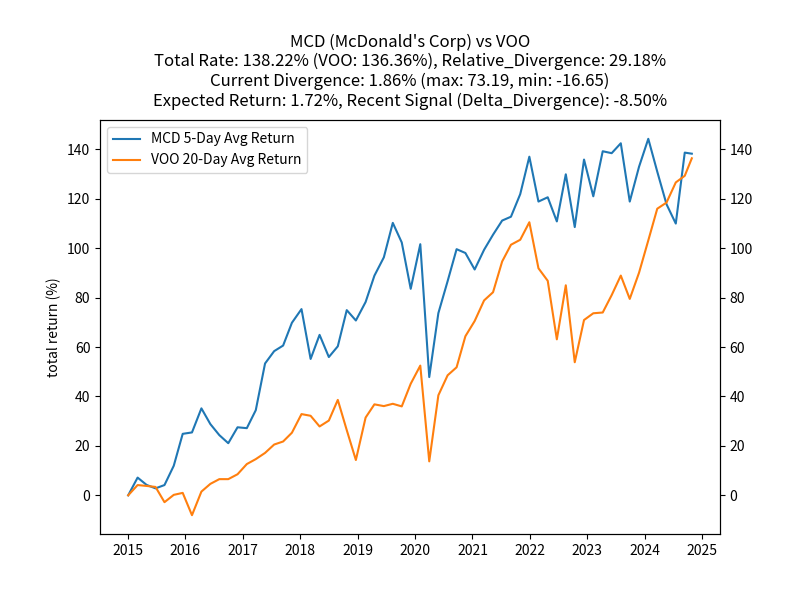 MCD (McDonald's Corp) vs VOO
Total Rate: 138.22% (VOO: 136.36%), Relative_Divergence: 29.18%
Current Divergence: 1.86% (max: 73.19, min: -16.65)
Expected Return: 1.72%, Recent Signal (Delta_Divergence): -8.50%
MCD 5-Day Avg Return
VOO 20-Day Avg Return
total return (%)
140
120
100
80
60
40
20
0
140
120
100
80
60
40
20
0
2015 2016 2017 2018 2019 2020 2021 2022 2023 2024 2025